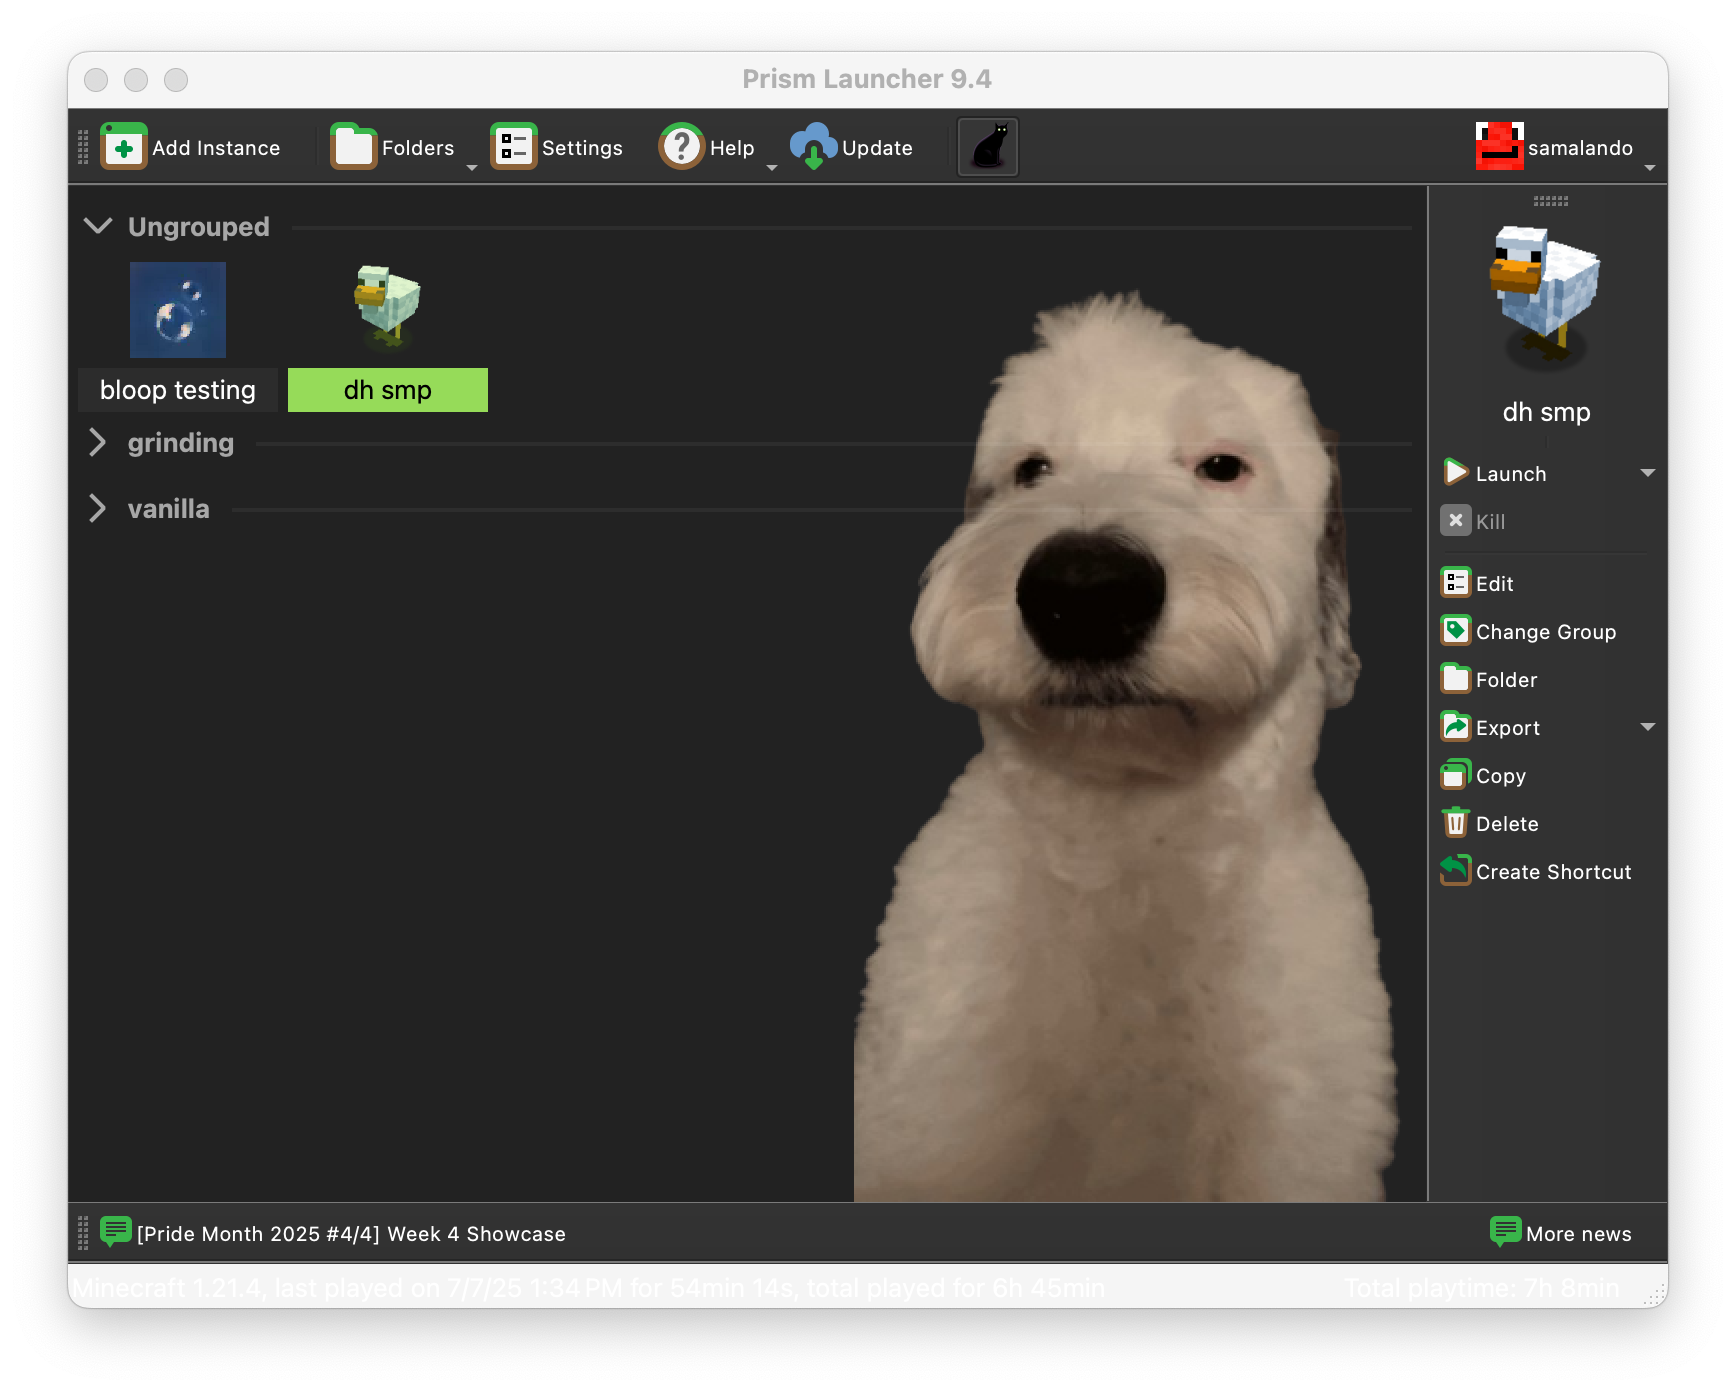 Prism Launcher 9.4
Add Instance
Folders
Settings
Help
Update
samalando
Ungrouped
bloop testing
dh smp
grinding
vanilla
dh smp
Launch
Kill
Edit
Change Group
Folder
Export
Copy
Delete
Create Shortcut
[Pride Month 2025 #4/4] Week 4 Showcase
More news
Minecraft 1.21.4, last played on 7/7/25 1:34 PM for 54min 14s, total played for 6h 45min
Total playtime: 7h 8min